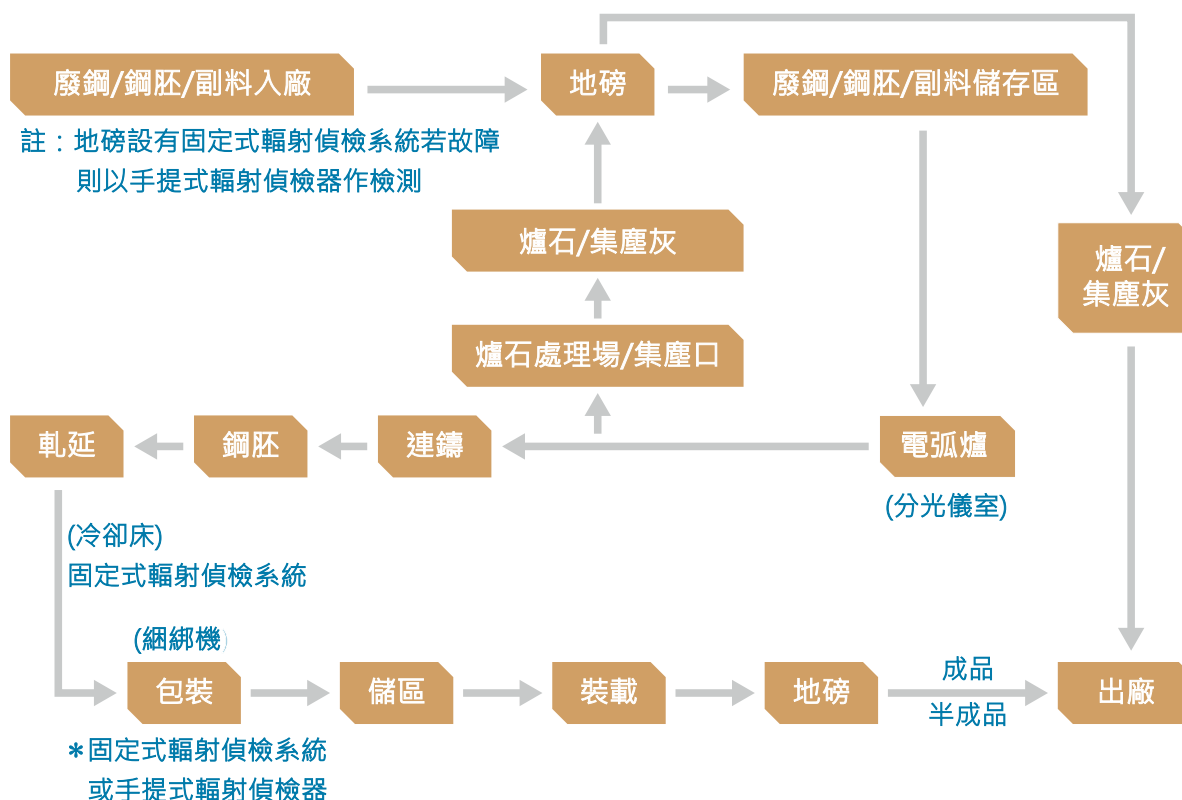 廢鋼/鋼胚/副料入廠
地磅
廢鋼/鋼胚/副料儲存區
註：地磅設有固定式輻射偵檢系統若故障
則以手提式輻射偵檢器作檢測
爐石/集塵灰
爐石/
集塵灰
爐石處理場/集塵口
軋延
鋼胚
連鑄
電弧爐
(分光儀室)
(冷卻床)
固定式輻射偵檢系統
(綑綁機)
包裝
儲區
裝載
地磅
成品
半成品
出廠
*固定式輻射偵檢系統
或手提式輻射偵檢器